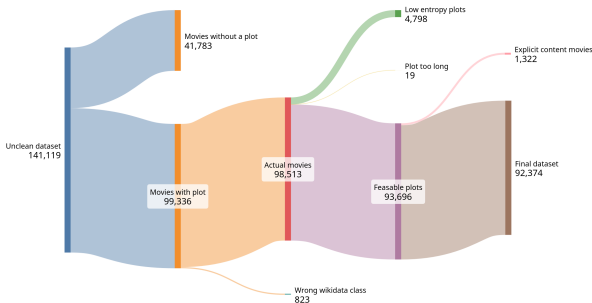 Low entropy plots
4,798
Movies without a plot
41,783
Explicit content movies
1,322
Plot too long
19
Unclean dataset
141,119
Actual movies
98,513
Final dataset
92,374
Movies with plot
99,336
Feasable plots
93,696
Wrong wikidata class
823